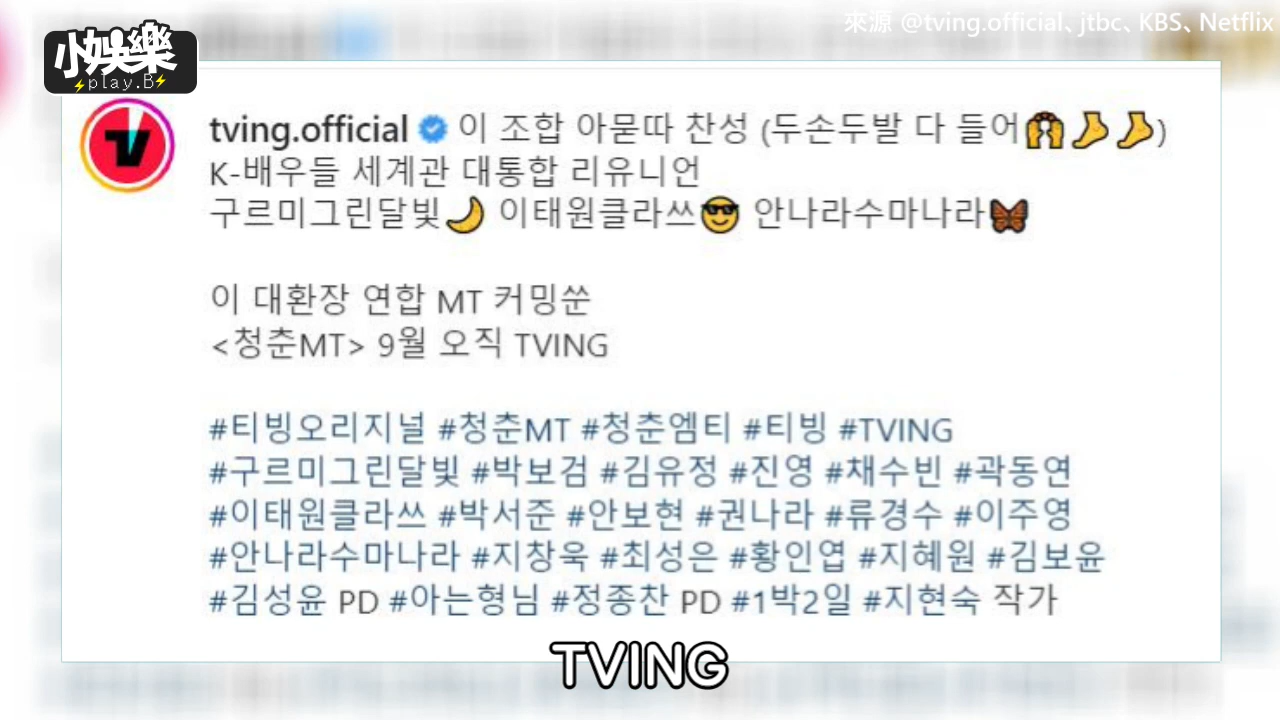 來源 @tving.official、jtbc、KBS、Netflix
小娛樂
play.B
tving.official 이 조합 아묻따 찬성 (두손두발 다 들어🙌🦶🦶)
K-배우들 세계관 대통합 리유니언
구르미그린달빛🌙 이태원클라쓰😎 안나라수마나라🦋
이 대환장 연합 MT 커밍쑨
<청춘MT> 9월 오직 TVING
#티빙오리지널 #청춘MT #청춘엠티 #티빙 #TVING
#구르미그린달빛 #박보검 #김유정 #진영 #채수빈 #곽동연
#이태원클라쓰 #박서준 #안보현 #권나라 #류경수 #이주영
#안나라수마나라 #지창욱 #최성은 #황인엽 #지혜원 #김보윤
#김성윤 PD #아는형님 #정종찬 PD #1박2일 #지현숙 작가
TVING